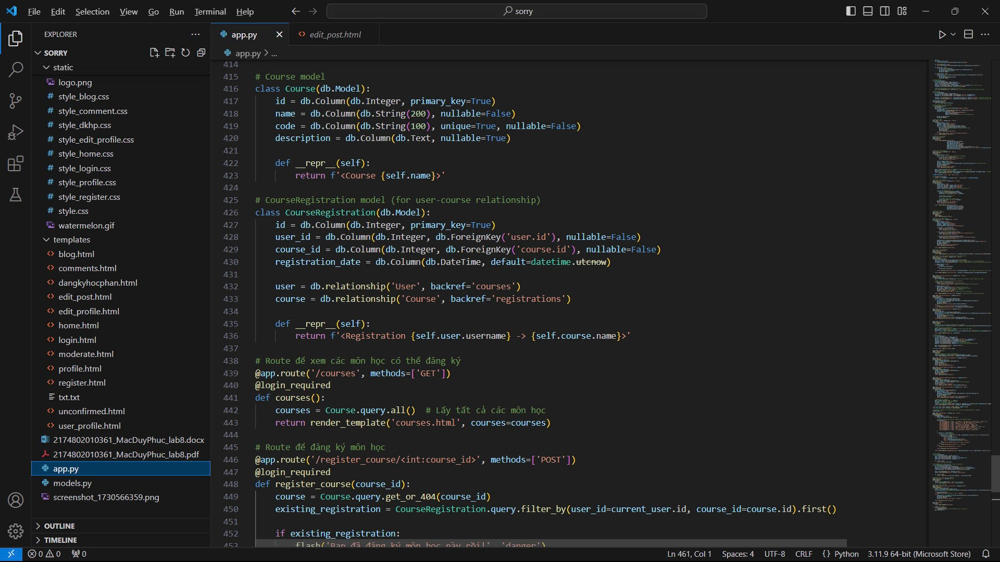 File Edit Selection View Go Run Terminal Help
sorry
EXPLORER
SORRY
static
logo.png
style_blog.css
style_comment.css
style_dkhp.css
style_edit_profile.css
style_home.css
style_login.css
style_profile.css
style_register.css
style.css
watermelon.gif
templates
blog.html
comments.html
dangkyhocphan.html
edit_post.html
edit_profile.html
home.html
login.html
moderate.html
profile.html
register.html
txt.txt
unconfirmed.html
user_profile.html
2174802010361_MacDuyPhuc_lab8.docx
2174802010361_MacDuyPhuc_lab8.pdf
app.py
models.py
screenshot_1730566359.png
OUTLINE
TIMELINE
app.py
edit_post.html
app.py > ...
414
415 # Course model
416 class Course(db.Model):
417     id = db.Column(db.Integer, primary_key=True)
418     name = db.Column(db.String(200), nullable=False)
419     code = db.Column(db.String(100), unique=True, nullable=False)
420     description = db.Column(db.Text, nullable=True)
421
422     def __repr__(self):
423         return f'<Course {self.name}>'
424
425 # CourseRegistration model (for user-course relationship)
426 class CourseRegistration(db.Model):
427     id = db.Column(db.Integer, primary_key=True)
428     user_id = db.Column(db.Integer, db.ForeignKey('user.id'), nullable=False)
429     course_id = db.Column(db.Integer, db.ForeignKey('course.id'), nullable=False)
430     registration_date = db.Column(db.DateTime, default=datetime.utcnow)
431
432     user = db.relationship('User', backref='courses')
433     course = db.relationship('Course', backref='registrations')
434
435     def __repr__(self):
436         return f'<Registration {self.user.username} -> {self.course.name}>'
437
438 # Route để xem các môn học có thể đăng ký
439 @app.route('/courses', methods=['GET'])
440 @login_required
441 def courses():
442     courses = Course.query.all()  # Lấy tất cả các môn học
443     return render_template('courses.html', courses=courses)
444
445 # Route để đăng ký môn học
446 @app.route('/register_course/<int:course_id>', methods=['POST'])
447 @login_required
448 def register_course(course_id):
449     course = Course.query.get_or_404(course_id)
450     existing_registration = CourseRegistration.query.filter_by(user_id=current_user.id, course_id=course.id).first()
451
452     if existing_registration:
453         flash('Bạn đã đăng ký môn học này rồi!', 'danger')
0 0 0
Ln 461, Col 1 Spaces: 4 UTF-8 CRLF {} Python 3.11.9 64-bit (Microsoft Store)